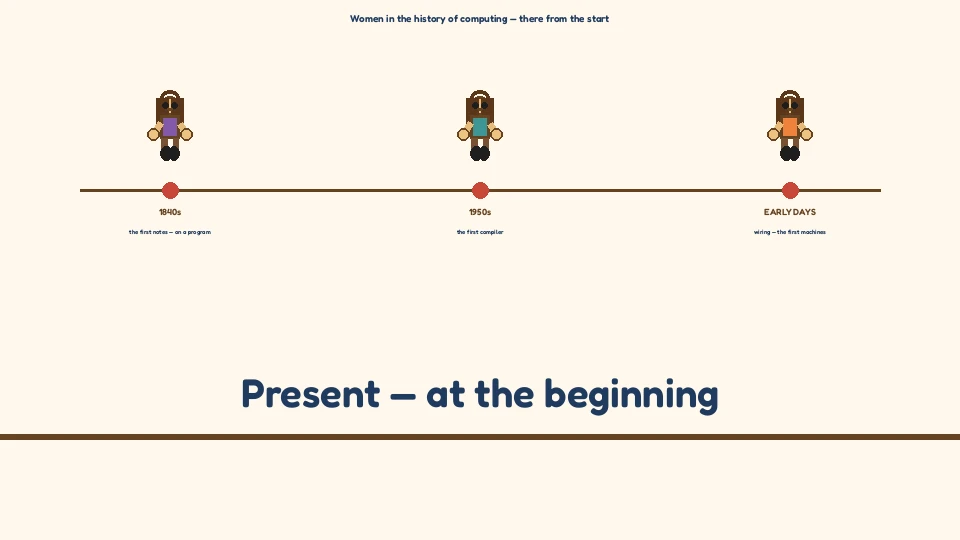 Women in the history of computing — there from the start
1840s
1950s
EARLY DAYS
the first notes — on a program
the first compiler
wiring — the first machines
Present — at the beginning